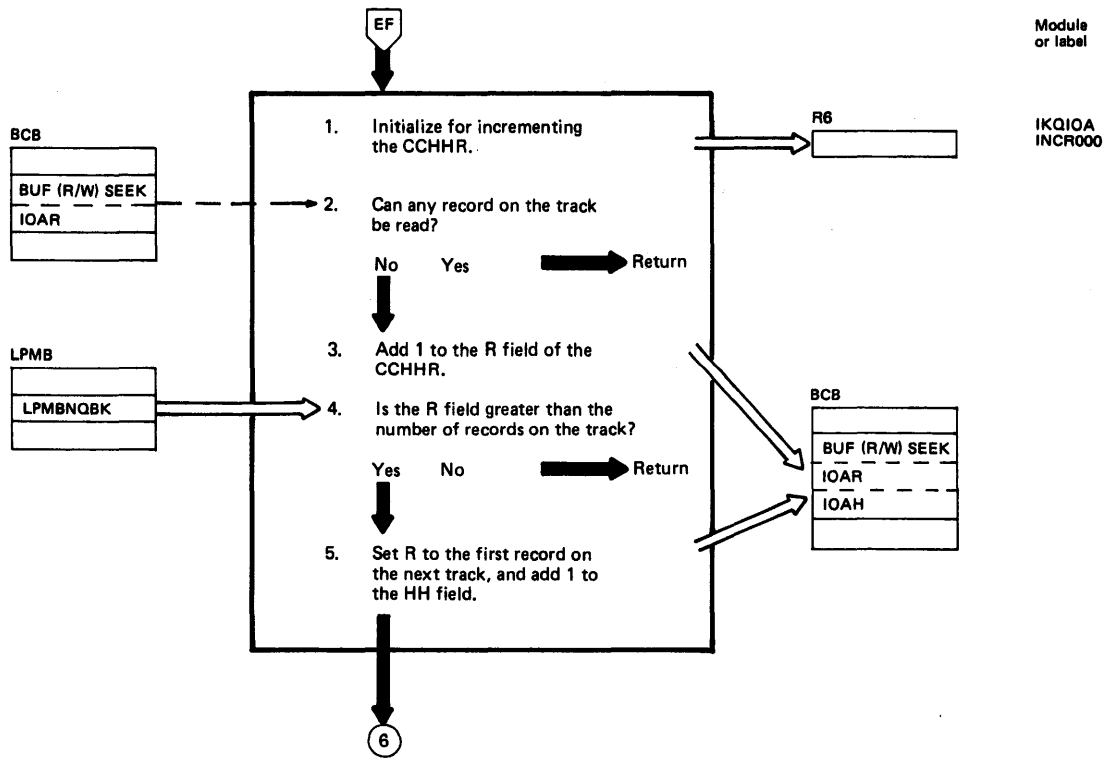 EF
Module
or label
BCB
BUF (R/W) SEEK
IOAR
1. Initialize for incrementing
the CCHHR.
R6
IKQIOA
INCR000
2. Can any record on the track
be read?
No Yes Return
LPMB
LPMBNQBK
3. Add 1 to the R field of the
CCHHR.
4. Is the R field greater than the
number of records on the track?
Yes No Return
BCB
BUF (R/W) SEEK
IOAR
IOAH
5. Set R to the first record on
the next track, and add 1 to
the HH field.
6